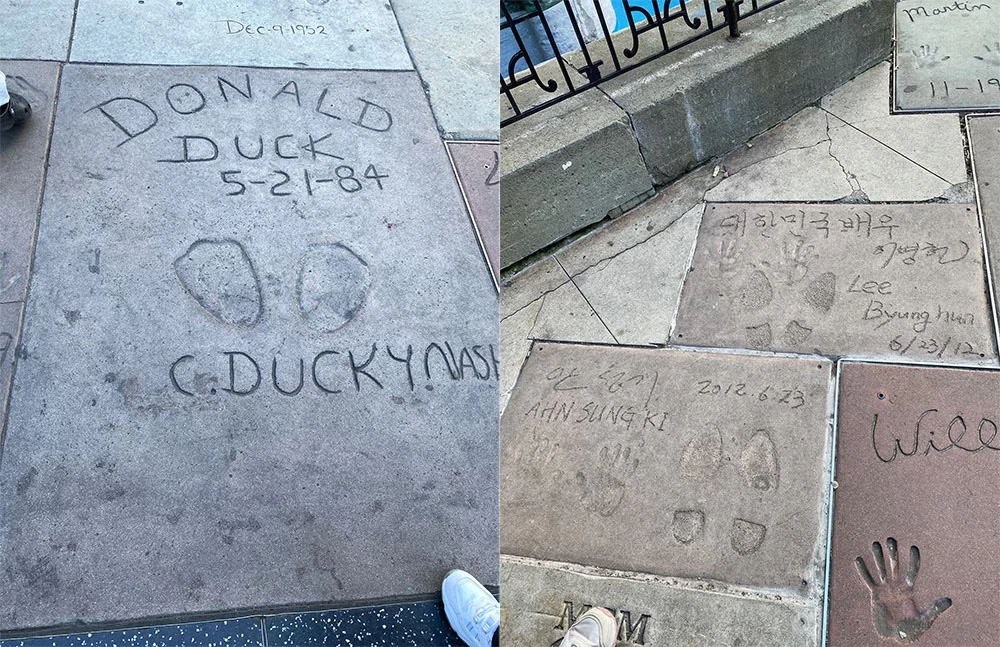 DEC-9-1952
DONALD
DUCK
5-21-84
C. DUCKY. NASH
Martin
11-19
대한민국 배우
이병헌
Lee
Byung hun
6/23/12
안성기
2012.6.23
AHN SUNG KI
Will